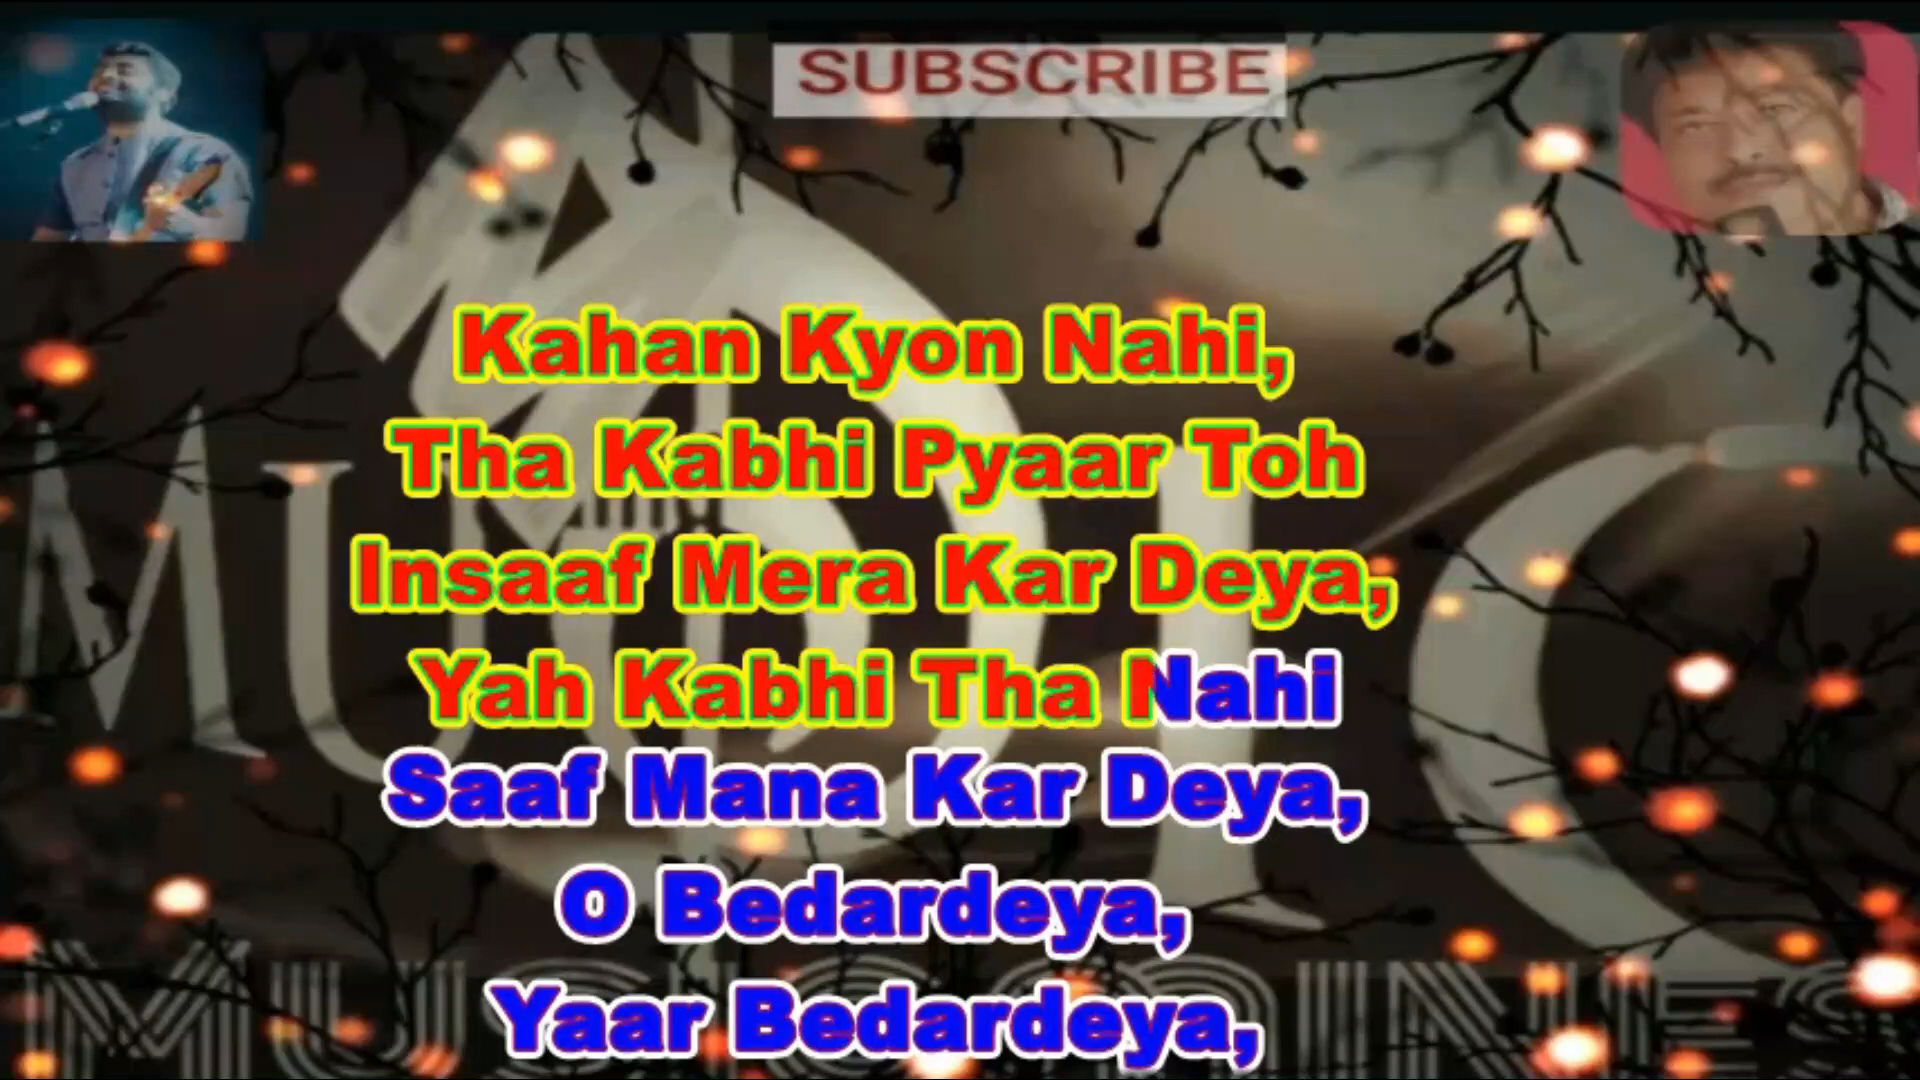 SUBSCRIBE
Kahan Kyon Nahi,
Tha Kabhi Pyaar Toh
Insaaf Mera Kar Deya,
Yah Kabhi Tha Nahi
Saaf Mana Kar Deya,
O Bedardeya,
Yaar Bedardeya,
MUSIC